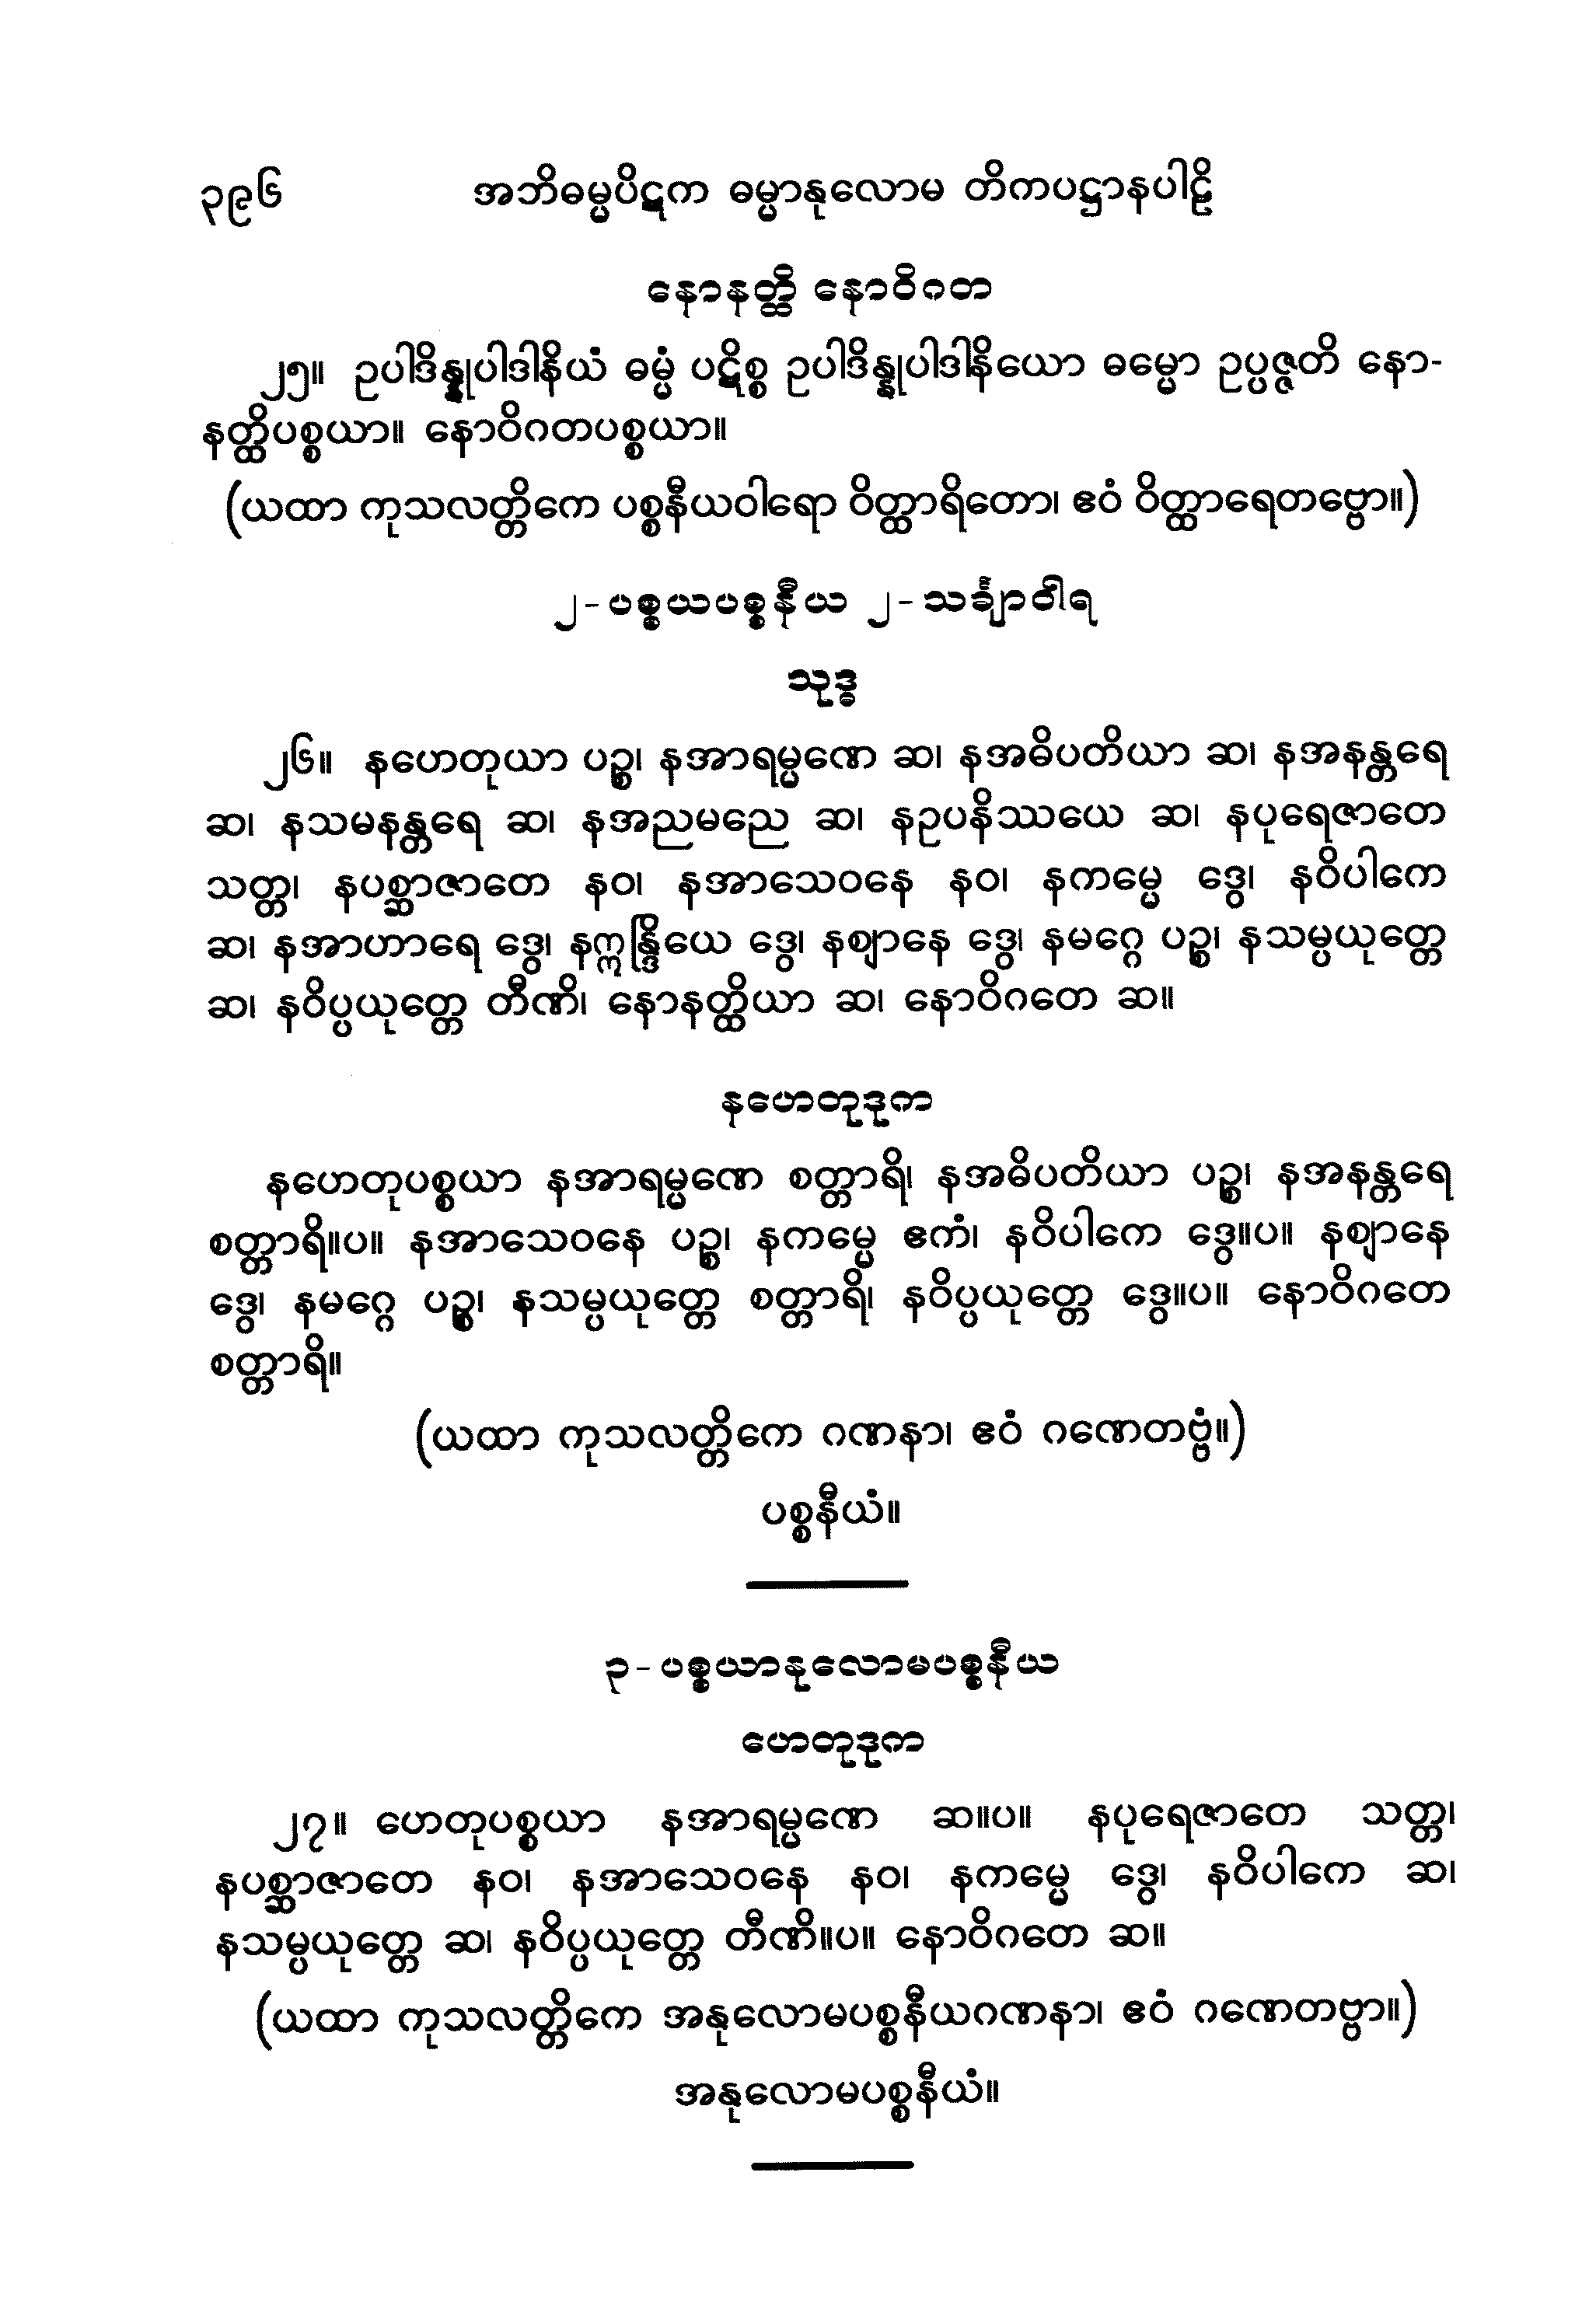 ၃၉၆ အဘိဓမ္မပိဋက ဓမ္မာနုလောမ တိကပဋ္ဌာနပါဠိ
နောနတ္ထိ နောဝိဂတ
၂၅။ ဥပါဒိန္နုပါဒါနိယံ ဓမ္မံ ပဋိစ္စ ဥပါဒိန္နုပါဒါနိယော ဓမ္မော ဥပ္ပဇ္ဇတိ နော-
နတ္ထိပစ္စယာ။ နောဝိဂတပစ္စယာ။
(ယထာ ကုသလတ္တိကေ ပစ္စနီယဝါရော ဝိတ္ထာရိတော၊ ဧဝံ ဝိတ္ထာရေတဗ္ဗော။)
၂-ပစ္စယပစ္စနီယ ၂-သင်္ချာဝါရ
သုဒ္ဓ
၂၆။ နဟေတုယာ ပဉ္စ၊ နအာရမ္မဏေ ဆ၊ နအဓိပတိယာ ဆ၊ နအနန္တရေ
ဆ၊ နသမနန္တရေ ဆ၊ နအညမညေ ဆ၊ နဥပနိဿယေ ဆ၊ နပုရေဇာတေ
သတ္တ၊ နပစ္ဆာဇာတေ နဝ၊ နအာသေဝနေ နဝ၊ နကမ္မေ ဒွေ၊ နဝိပါကေ
ဆ၊ နအာဟာရေ ဒွေ၊ နဣန္ဒြိယေ ဒွေ၊ နဈာနေ ဒွေ၊ နမဂ္ဂေ ပဉ္စ၊ နသမ္ပယုတ္တေ
ဆ၊ နဝိပ္ပယုတ္တေ တီဏိ၊ နောနတ္ထိယာ ဆ၊ နောဝိဂတေ ဆ။
နဟေတုဒုက
နဟေတုပစ္စယာ နအာရမ္မဏေ စတ္တာရိ၊ နအဓိပတိယာ ပဉ္စ၊ နအနန္တရေ
စတ္တာရိ။ပ။ နအာသေဝနေ ပဉ္စ၊ နကမ္မေ ဧကံ၊ နဝိပါကေ ဒွေ။ပ။ နဈာနေ
ဒွေ၊ နမဂ္ဂေ ပဉ္စ၊ နသမ္ပယုတ္တေ စတ္တာရိ၊ နဝိပ္ပယုတ္တေ ဒွေ။ပ။ နောဝိဂတေ
စတ္တာရိ။
(ယထာ ကုသလတ္တိကေ ဂဏနာ၊ ဧဝံ ဂဏေတဗ္ဗံ။)
ပစ္စနီယံ။
၃-ပစ္စယာနုလောမပစ္စနီယ
ဟေတုဒုက
၂၇။ ဟေတုပစ္စယာ နအာရမ္မဏေ ဆ။ပ။ နပုရေဇာတေ သတ္တ၊
နပစ္ဆာဇာတေ နဝ၊ နအာသေဝနေ နဝ၊ နကမ္မေ ဒွေ၊ နဝိပါကေ ဆ၊
နသမ္ပယုတ္တေ ဆ၊ နဝိပ္ပယုတ္တေ တီဏိ။ပ။ နောဝိဂတေ ဆ။
(ယထာ ကုသလတ္တိကေ အနုလောမပစ္စနီယဂဏနာ၊ ဧဝံ ဂဏေတဗ္ဗာ။)
အနုလောမပစ္စနီယံ။